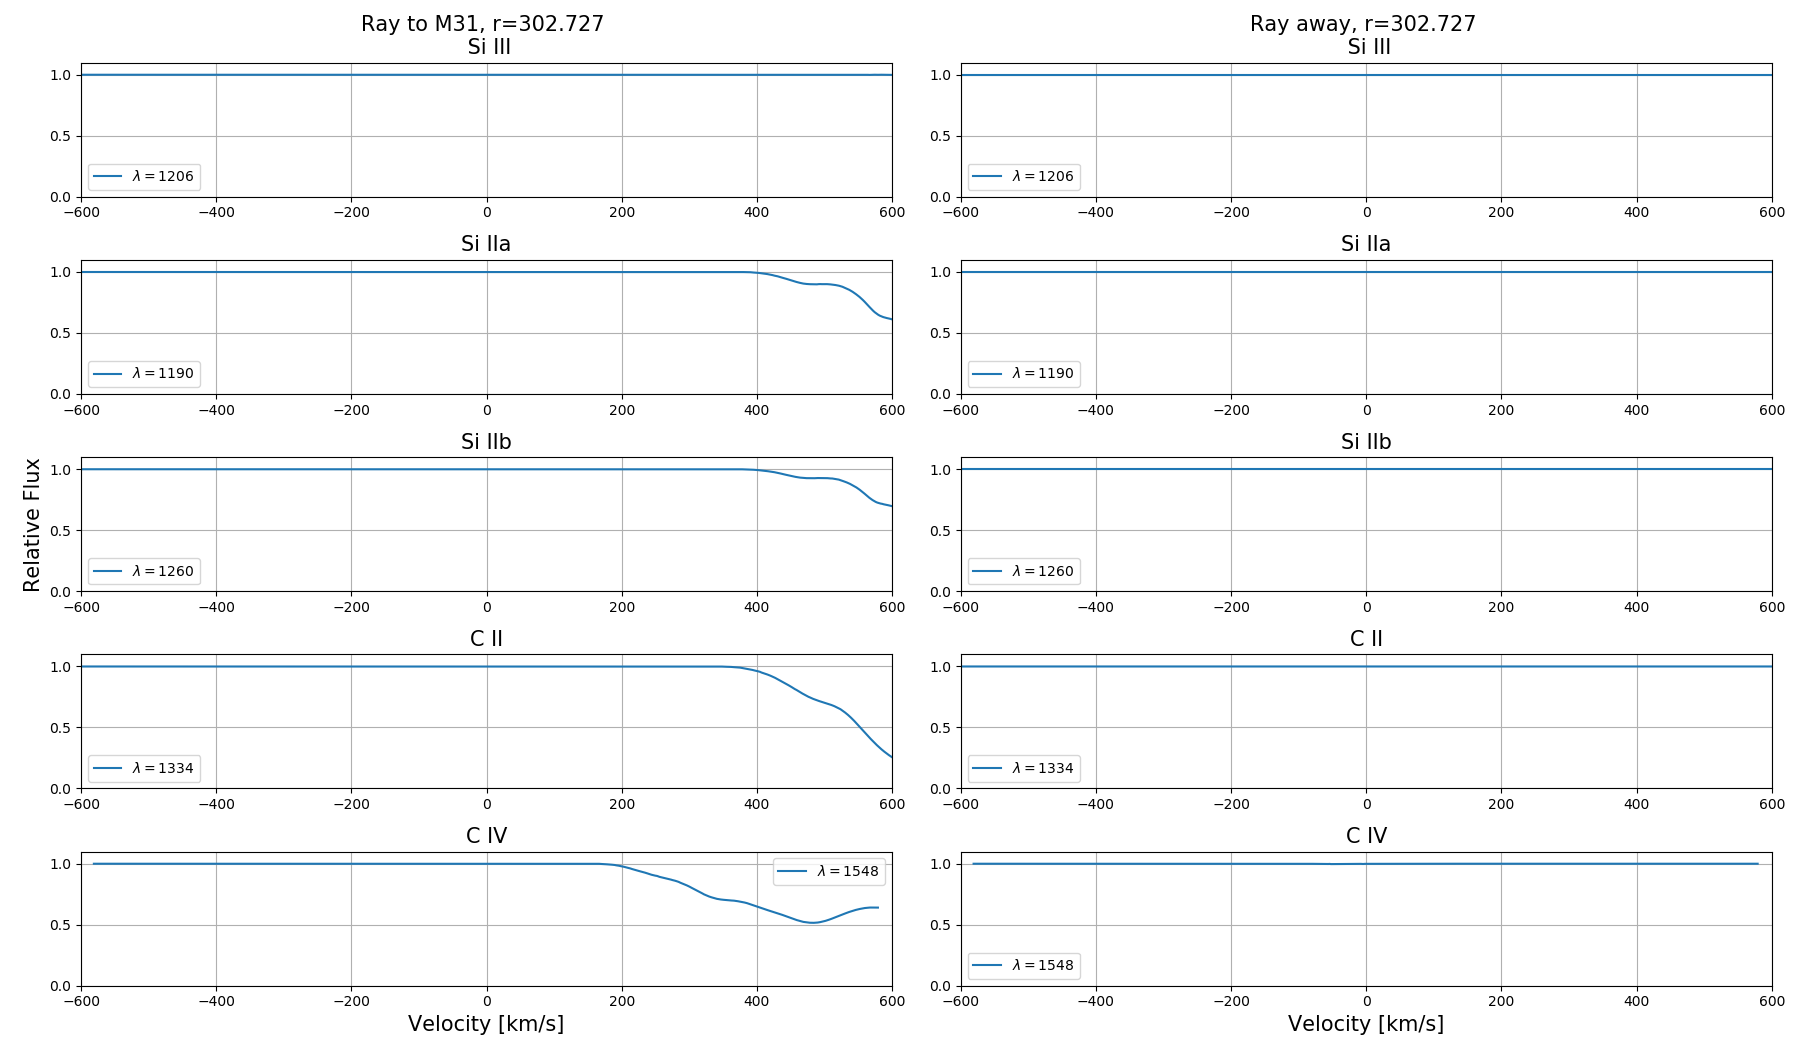 Ray to M31, r=302.727
Si III
1.0
0.5
0.0
λ = 1206
−600 −400 −200 0 200 400 600
Si IIa
1.0
0.5
0.0
λ = 1190
−600 −400 −200 0 200 400 600
Si IIb
1.0
0.5
0.0
λ = 1260
−600 −400 −200 0 200 400 600
Relative Flux
C II
1.0
0.5
0.0
λ = 1334
−600 −400 −200 0 200 400 600
C IV
1.0
0.5
0.0
λ = 1548
−600 −400 −200 0 200 400 600
Velocity [km/s]
Ray away, r=302.727
Si III
1.0
0.5
0.0
λ = 1206
−600 −400 −200 0 200 400 600
Si IIa
1.0
0.5
0.0
λ = 1190
−600 −400 −200 0 200 400 600
Si IIb
1.0
0.5
0.0
λ = 1260
−600 −400 −200 0 200 400 600
C II
1.0
0.5
0.0
λ = 1334
−600 −400 −200 0 200 400 600
C IV
1.0
0.5
0.0
λ = 1548
−600 −400 −200 0 200 400 600
Velocity [km/s]